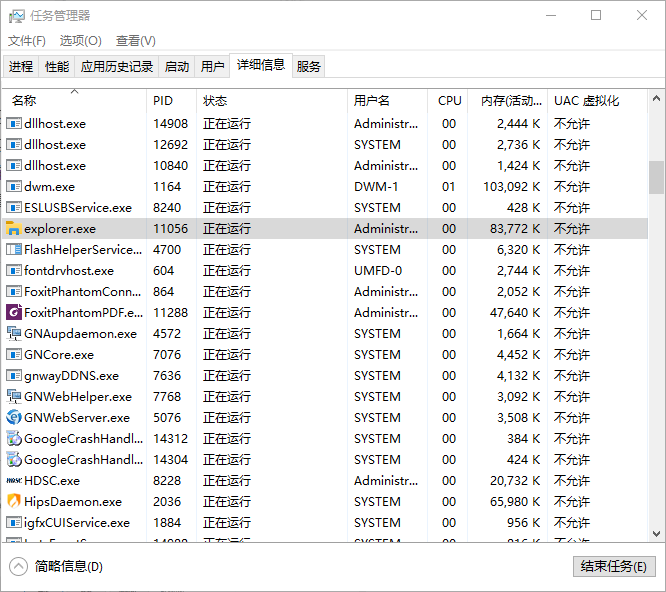 任务管理器
文件(F) 选项(O) 查看(V)
进程 性能 应用历史记录 启动 用户 详细信息 服务
名称 PID 状态 用户名 CPU 内存(活动... UAC 虚拟化
dllhost.exe 14908 正在运行 Administr... 00 2,444 K 不允许
dllhost.exe 12692 正在运行 SYSTEM 00 2,736 K 不允许
dllhost.exe 10840 正在运行 Administr... 00 1,424 K 不允许
dwm.exe 1164 正在运行 DWM-1 01 103,092 K 不允许
ESLUSBService.exe 8240 正在运行 SYSTEM 00 428 K 不允许
explorer.exe 11056 正在运行 Administr... 00 83,772 K 不允许
FlashHelperService... 4700 正在运行 SYSTEM 00 6,320 K 不允许
fontdrvhost.exe 604 正在运行 UMFD-0 00 2,744 K 不允许
FoxitPhantomConn... 864 正在运行 Administr... 00 2,052 K 不允许
FoxitPhantomPDF.e... 11288 正在运行 Administr... 00 47,640 K 不允许
GNAupdaemon.exe 4572 正在运行 SYSTEM 00 1,664 K 不允许
GNCore.exe 7076 正在运行 SYSTEM 00 4,452 K 不允许
gnwayDDNS.exe 7636 正在运行 SYSTEM 00 4,132 K 不允许
GNWebHelper.exe 7768 正在运行 SYSTEM 00 3,092 K 不允许
GNWebServer.exe 5076 正在运行 SYSTEM 00 3,508 K 不允许
GoogleCrashHandl... 14312 正在运行 SYSTEM 00 384 K 不允许
GoogleCrashHandl... 14304 正在运行 SYSTEM 00 424 K 不允许
HDSC.exe 8228 正在运行 Administr... 00 20,732 K 不允许
HipsDaemon.exe 2036 正在运行 SYSTEM 00 65,980 K 不允许
igfxCUIService.exe 1884 正在运行 SYSTEM 00 956 K 不允许
简略信息(D) 结束任务(E)